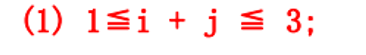 (1) 1≦i + j ≦ 3;